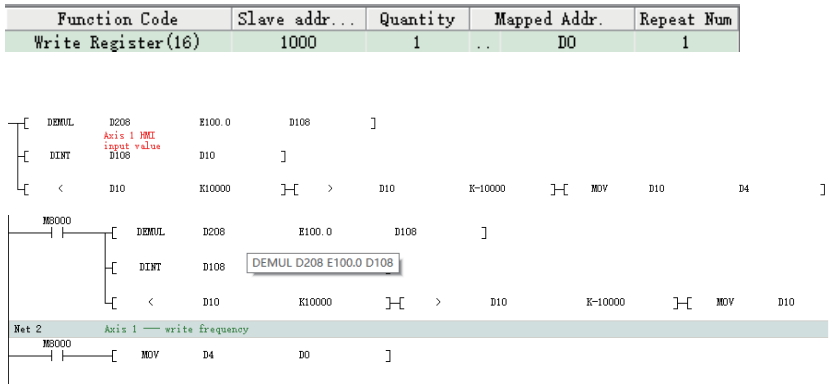 Function Code Slave addr... Quantity Mapped Addr. Repeat Num
Write Register(16) 1000 1 .. D0 1
[ DEMUL D208 E100.0 D108 ]
Axis 1 HMI
input value
[ DINT D108 D10 ]
[ < D10 K10000 ] [ > D10 K-10000 ] [ MOV D10 D4 ]
M8000
[ DEMUL D208 E100.0 D108 ]
[ DINT D108 ]
DEMUL D208 E100.0 D108
[ < D10 K10000 ] [ > D10 K-10000 ] [ MOV D10
Net 2 Axis 1 — write frequency
M8000
[ MOV D4 D0 ]